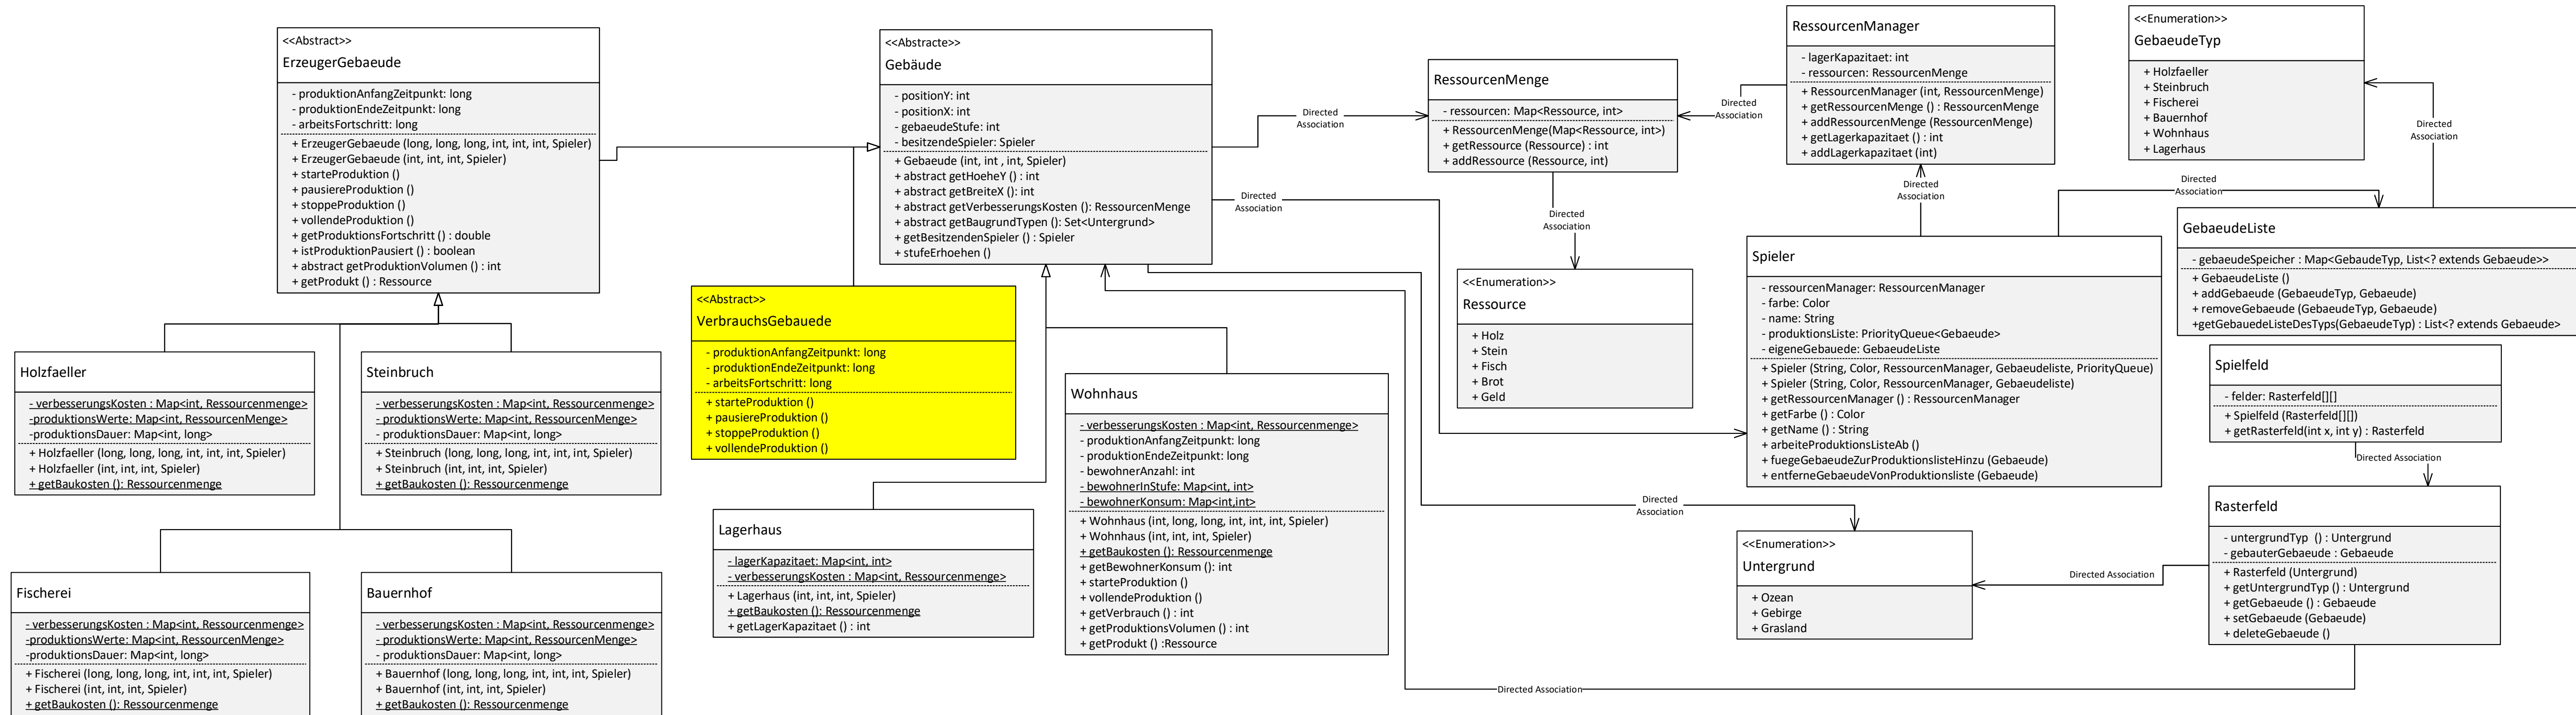 <<Abstract>>
ErzeugerGebaeude
- produktionAnfangZeitpunkt: long
- produktionEndeZeitpunkt: long
- arbeitsFortschritt: long
+ ErzeugerGebaeude (long, long, long, int, int, int, Spieler)
+ ErzeugerGebaeude (int, int, int, Spieler)
+ starteProduktion ()
+ pausiereProduktion ()
+ stoppeProduktion ()
+ vollendeProduktion ()
+ getProduktionsFortschritt () : double
+ istProduktionPausiert () : boolean
+ abstract getProduktionVolumen () : int
+ getProdukt () : Ressource
<<Abstracte>>
Gebäude
- positionY: int
- positionX: int
- gebaeudeStufe: int
- besitzendeSpieler: Spieler
+ Gebaeude (int, int , int, Spieler)
+ abstract getHoeheY () : int
+ abstract getBreiteX (): int
+ abstract getVerbesserungsKosten (): RessourcenMenge
+ abstract getBaugrundTypen (): Set<Untergrund>
+ getBesitzendenSpieler () : Spieler
+ stufeErhoehen ()
Directed
Association
Directed
Association
RessourcenMenge
- ressourcen: Map<Ressource, int>
+ RessourcenMenge(Map<Ressource, int>)
+ getRessource (Ressource) : int
+ addRessource (Ressource, int)
Directed
Association
RessourcenManager
- lagerKapazitaet: int
- ressourcen: RessourcenMenge
+ RessourcenManager (int, RessourcenMenge)
+ getRessourcenMenge () : RessourcenMenge
+ addRessourcenMenge (RessourcenMenge)
+ getLagerkapazitaet () : int
+ addLagerkapazitaet (int)
<<Enumeration>>
GebaeudeTyp
+ Holzfaeller
+ Steinbruch
+ Fischerei
+ Bauernhof
+ Wohnhaus
+ Lagerhaus
Directed
Association
Directed
Association
Directed
Association
Directed
Association
GebaeudeListe
- gebaeudeSpeicher : Map<GebaudeTyp, List<? extends Gebaeude>>
+ GebaeudeListe ()
+ addGebaeude (GebaeudeTyp, Gebaeude)
+ removeGebaeude (GebaeudeTyp, Gebaeude)
+getGebauedeListeDesTyps(GebaeudeTyp) : List<? extends Gebaeude>
<<Abstract>>
VerbrauchsGebauede
- produktionAnfangZeitpunkt: long
- produktionEndeZeitpunkt: long
- arbeitsFortschritt: long
+ starteProduktion ()
+ pausiereProduktion ()
+ stoppeProduktion ()
+ vollendeProduktion ()
<<Enumeration>>
Ressource
+ Holz
+ Stein
+ Fisch
+ Brot
+ Geld
Spieler
- ressourcenManager: RessourcenManager
- farbe: Color
- name: String
- produktionsListe: PriorityQueue<Gebaeude>
- eigeneGebauede: GebaeudeListe
+ Spieler (String, Color, RessourcenManager, Gebaeudeliste, PriorityQueue)
+ Spieler (String, Color, RessourcenManager, Gebaeudeliste)
+ getRessourcenManager () : RessourcenManager
+ getFarbe () : Color
+ getName () : String
+ arbeiteProduktionsListeAb ()
+ fuegeGebaeudeZurProduktionslisteHinzu (Gebaeude)
+ entferneGebaeudeVonProduktionsliste (Gebaeude)
Spielfeld
- felder: Rasterfeld[][]
+ Spielfeld (Rasterfeld[][])
+ getRasterfeld(int x, int y) : Rasterfeld
Directed Association
Holzfaeller
- verbesserungsKosten : Map<int, Ressourcenmenge>
-produktionsWerte: Map<int, RessourcenMenge>
-produktionsDauer: Map<int, long>
+ Holzfaeller (long, long, long, int, int, int, Spieler)
+ Holzfaeller (int, int, int, Spieler)
+ getBaukosten (): Ressourcenmenge
Steinbruch
- verbesserungsKosten : Map<int, Ressourcenmenge>
- produktionsWerte: Map<int, RessourcenMenge>
- produktionsDauer: Map<int, long>
+ Steinbruch (long, long, long, int, int, int, Spieler)
+ Steinbruch (int, int, int, Spieler)
+ getBaukosten (): Ressourcenmenge
Wohnhaus
- verbesserungsKosten : Map<int, Ressourcenmenge>
- produktionAnfangZeitpunkt: long
- produktionEndeZeitpunkt: long
- bewohnerAnzahl: int
- bewohnerInStufe: Map<int, int>
- bewohnerKonsum: Map<int,int>
+ Wohnhaus (int, long, long, int, int, int, Spieler)
+ Wohnhaus (int, int, int, Spieler)
+ getBaukosten (): Ressourcenmenge
+ getBewohnerKonsum (): int
+ starteProduktion ()
+ vollendeProduktion ()
+ getVerbrauch () : int
+ getProduktionsVolumen () : int
+ getProdukt () :Ressource
Lagerhaus
- lagerKapazitaet: Map<int, int>
- verbesserungsKosten : Map<int, Ressourcenmenge>
+ Lagerhaus (int, int, int, Spieler)
+ getBaukosten (): Ressourcenmenge
+ getLagerKapazitaet () : int
Directed
Association
<<Enumeration>>
Untergrund
+ Ozean
+ Gebirge
+ Grasland
Directed Association
Rasterfeld
- untergrundTyp () : Untergrund
- gebauterGebaeude : Gebaeude
+ Rasterfeld (Untergrund)
+ getUntergrundTyp () : Untergrund
+ getGebaeude () : Gebaeude
+ setGebaeude (Gebaeude)
+ deleteGebaeude ()
Directed Association
Fischerei
- verbesserungsKosten : Map<int, Ressourcenmenge>
-produktionsWerte: Map<int, RessourcenMenge>
-produktionsDauer: Map<int, long>
+ Fischerei (long, long, long, int, int, int, Spieler)
+ Fischerei (int, int, int, Spieler)
+ getBaukosten (): Ressourcenmenge
Bauernhof
- verbesserungsKosten : Map<int, Ressourcenmenge>
- produktionsWerte: Map<int, RessourcenMenge>
- produktionsDauer: Map<int, long>
+ Bauernhof (long, long, long, int, int, int, Spieler)
+ Bauernhof (int, int, int, Spieler)
+ getBaukosten (): Ressourcenmenge